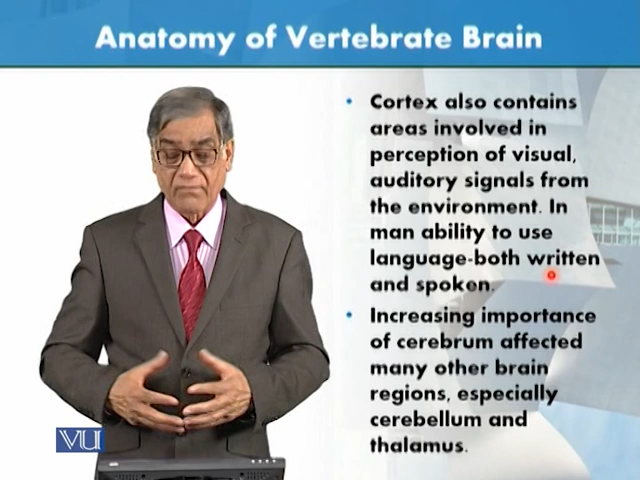 Anatomy of Vertebrate Brain
• Cortex also contains
areas involved in
perception of visual,
auditory signals from
the environment. In
man ability to use
language-both written
and spoken.
• Increasing importance
of cerebrum affected
many other brain
regions, especially
cerebellum and
thalamus.
VU